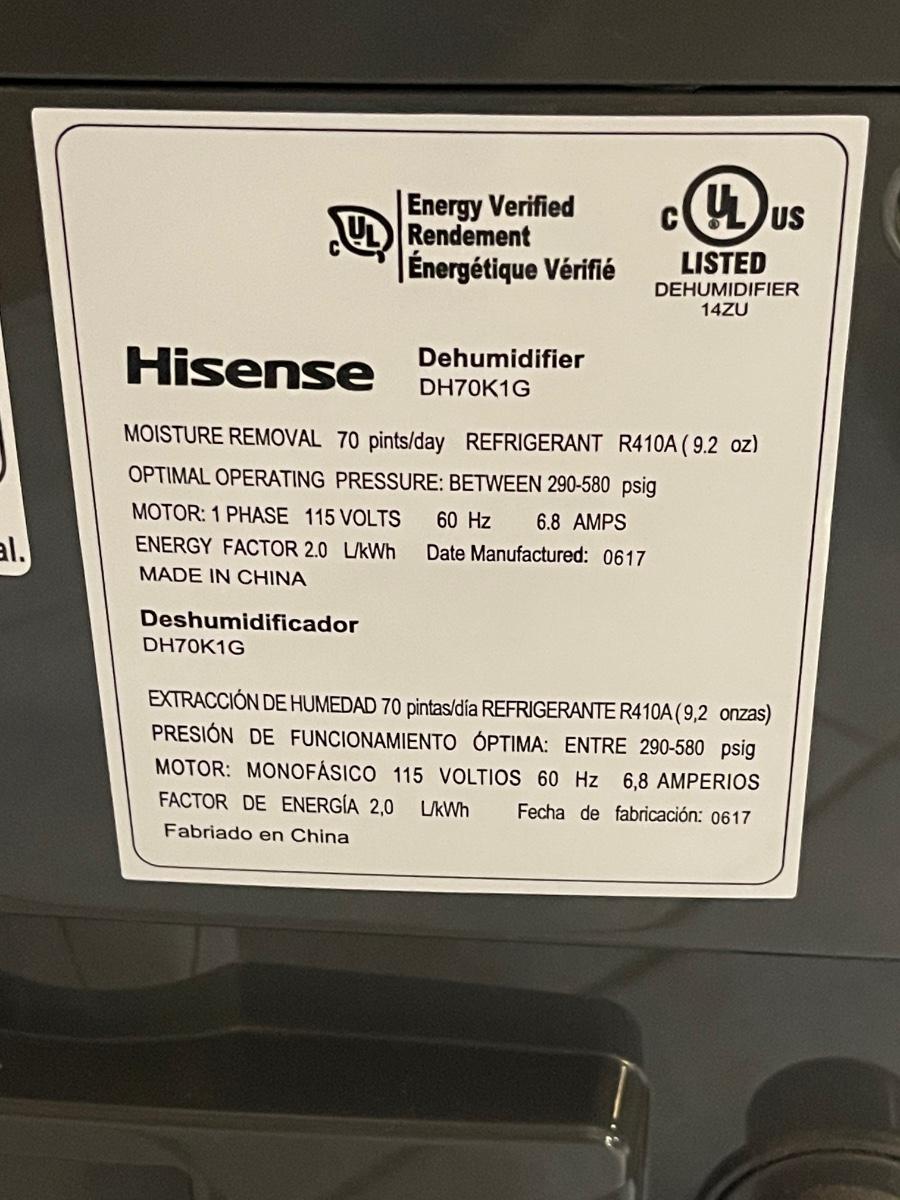 UL
C
Energy Verified
Rendement
Énergétique Vérifié
C UL US
®
LISTED
DEHUMIDIFIER
14ZU
Hisense
Dehumidifier
DH70K1G
MOISTURE REMOVAL 70 pints/day REFRIGERANT R410A (9.2 oz)
OPTIMAL OPERATING PRESSURE: BETWEEN 290-580 psig
MOTOR: 1 PHASE 115 VOLTS 60 Hz 6.8 AMPS
ENERGY FACTOR 2.0 L/kWh Date Manufactured: 0617
MADE IN CHINA
al.
Deshumidificador
DH70K1G
EXTRACCIÓN DE HUMEDAD 70 pintas/día REFRIGERANTE R410A (9,2 onzas)
PRESIÓN DE FUNCIONAMIENTO ÓPTIMA: ENTRE 290-580 psig
MOTOR: MONOFÁSICO 115 VOLTIOS 60 Hz 6,8 AMPERIOS
FACTOR DE ENERGÍA 2,0 L/kWh Fecha de fabricación: 0617
Fabriado en China